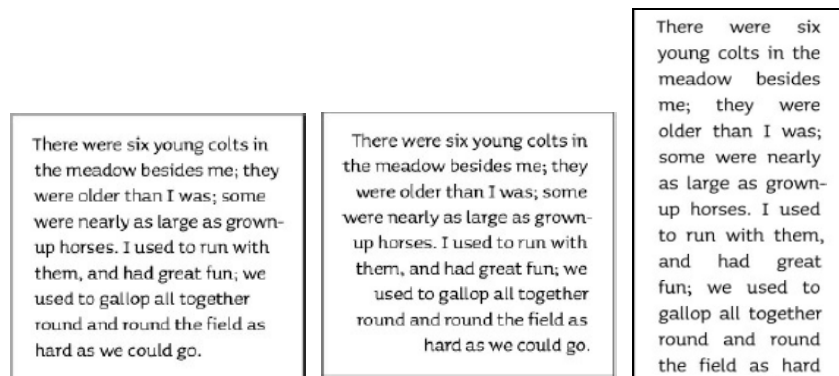 There were six young colts in
the meadow besides me; they
were older than I was; some
were nearly as large as grown-
up horses. I used to run with
them, and had great fun; we
used to gallop all together
round and round the field as
hard as we could go.
There were six young colts in
the meadow besides me; they
were older than I was; some
were nearly as large as grown-
up horses. I used to run with
them, and had great fun; we
used to gallop all together
round and round the field as
hard as we could go.
There were six
young colts in the
meadow besides
me; they were
older than I was;
some were nearly
as large as grown-
up horses. I used
to run with them,
and had great
fun; we used to
gallop all together
round and round
the field as hard